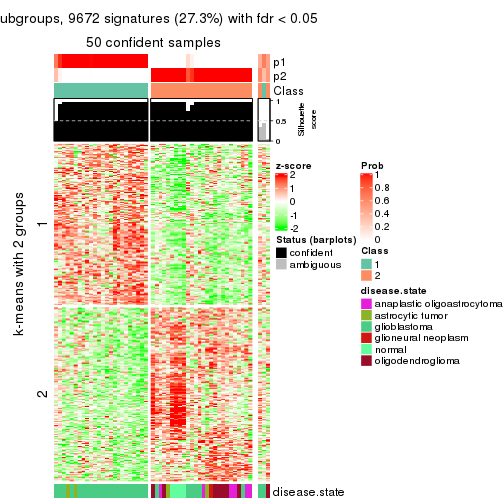 ubgroups, 9672 signatures (27.3%) with fdr < 0.05
50 confident samples
p1
p2
Class
1
0.5
0
Silhouette
score
k-means with 2 groups
1
2
z-score
2
1
0
-1
-2
Status (barplots)
confident
ambiguous
Prob
1
0.8
0.6
0.4
0.2
0
Class
1
2
disease.state
anaplastic oligoastrocytoma
astrocytic tumor
glioblastoma
glioneural neoplasm
normal
oligodendroglioma
disease.state